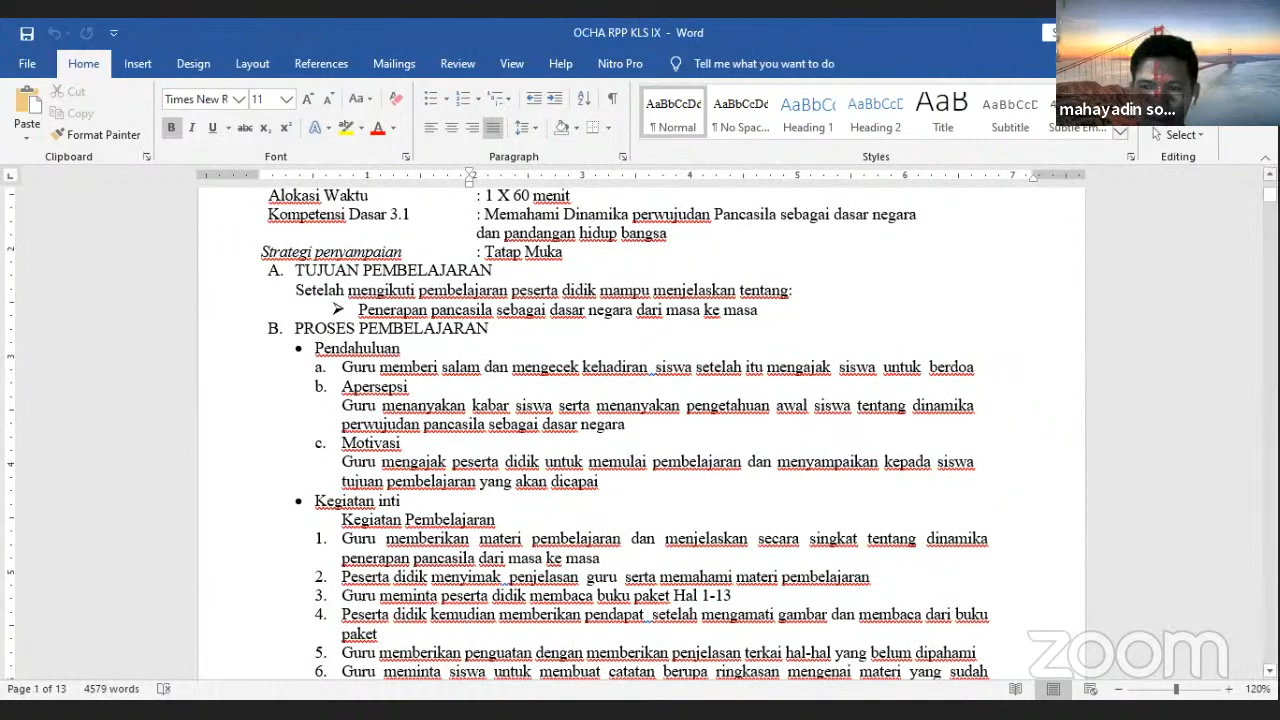 OCHA RPP KLS IX - Word
File Home Insert Design Layout References Mailings Review View Help Nitro Pro Tell me what you want to do
mahayadin so...
Paste
Cut
Copy
Format Painter
Clipboard
Times New R 11
Font
Paragraph
AaBbCcDc AaBbCcDc AaBbCc AaBbCcC AaB AaBbCcD
¶ Normal ¶ No Spac... Heading 1 Heading 2 Title Subtitle Subtle Em...
Styles
Select
Editing
Alokasi Waktu : 1 X 60 menit
Kompetensi Dasar 3.1 : Memahami Dinamika perwujudan Pancasila sebagai dasar negara
dan pandangan hidup bangsa
Strategi penyampaian : Tatap Muka
A. TUJUAN PEMBELAJARAN
Setelah mengikuti pembelajaran peserta didik mampu menjelaskan tentang:
➢ Penerapan pancasila sebagai dasar negara dari masa ke masa
B. PROSES PEMBELAJARAN
• Pendahuluan
a. Guru memberi salam dan mengecek kehadiran siswa setelah itu mengajak siswa untuk berdoa
b. Apersepsi
Guru menanyakan kabar siswa serta menanyakan pengetahuan awal siswa tentang dinamika
perwujudan pancasila sebagai dasar negara
c. Motivasi
Guru mengajak peserta didik untuk memulai pembelajaran dan menyampaikan kepada siswa
tujuan pembelajaran yang akan dicapai
• Kegiatan inti
Kegiatan Pembelajaran
1. Guru memberikan materi pembelajaran dan menjelaskan secara singkat tentang dinamika
penerapan pancasila dari masa ke masa
2. Peserta didik menyimak penjelasan guru serta memahami materi pembelajaran
3. Guru meminta peserta didik membaca buku paket Hal 1-13
4. Peserta didik kemudian memberikan pendapat setelah mengamati gambar dan membaca dari buku
paket
5. Guru memberikan penguatan dengan memberikan penjelasan terkai hal-hal yang belum dipahami
6. Guru meminta siswa untuk membuat catatan berupa ringkasan mengenai materi yang sudah
zoom
Page 1 of 13 4579 words 120%